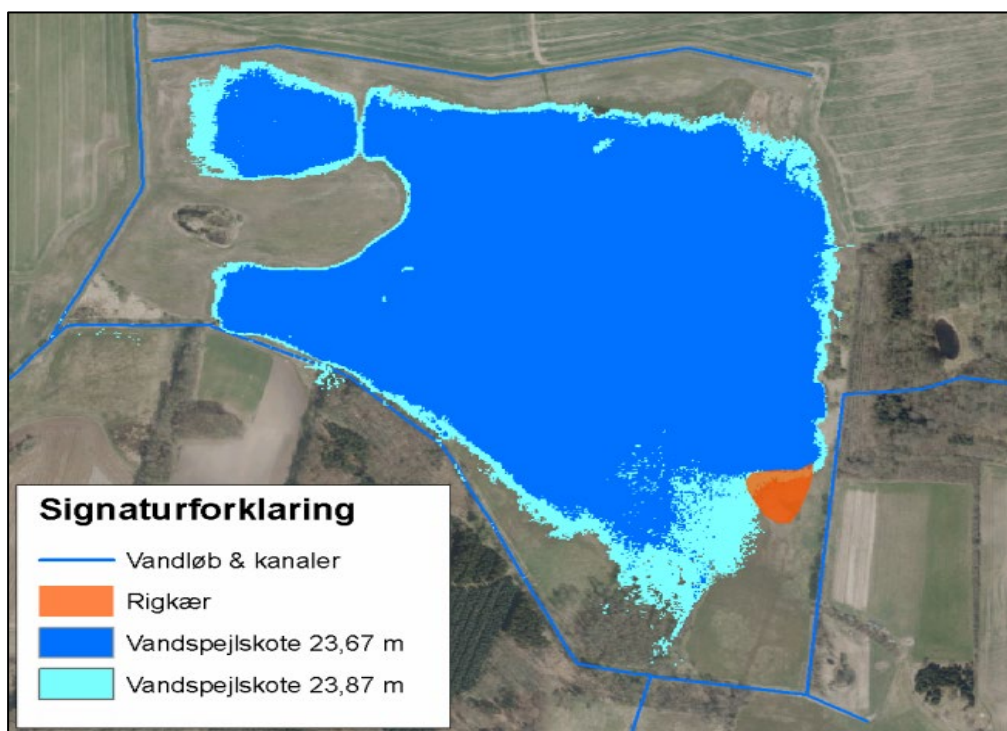 Signaturforklaring
Vandløb & kanaler
Rigkær
Vandspejlskote 23,67 m
Vandspejlskote 23,87 m